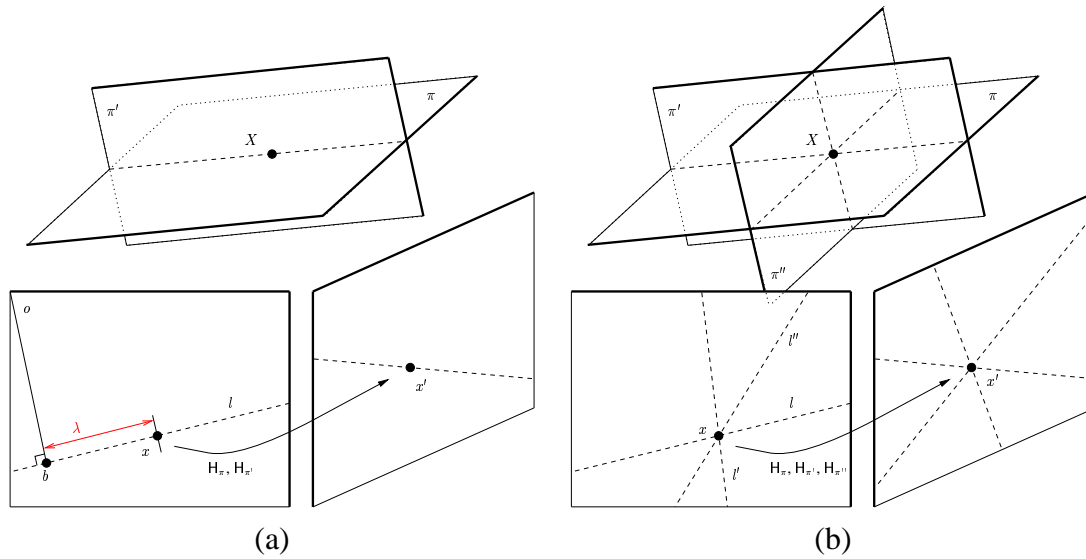 π′
π
X
o
λ
l
x
b
x′
H_π, H_π′
(a)
π′
π
X
π″
l″
l
x
l′
x′
H_π, H_π′, H_π″
(b)